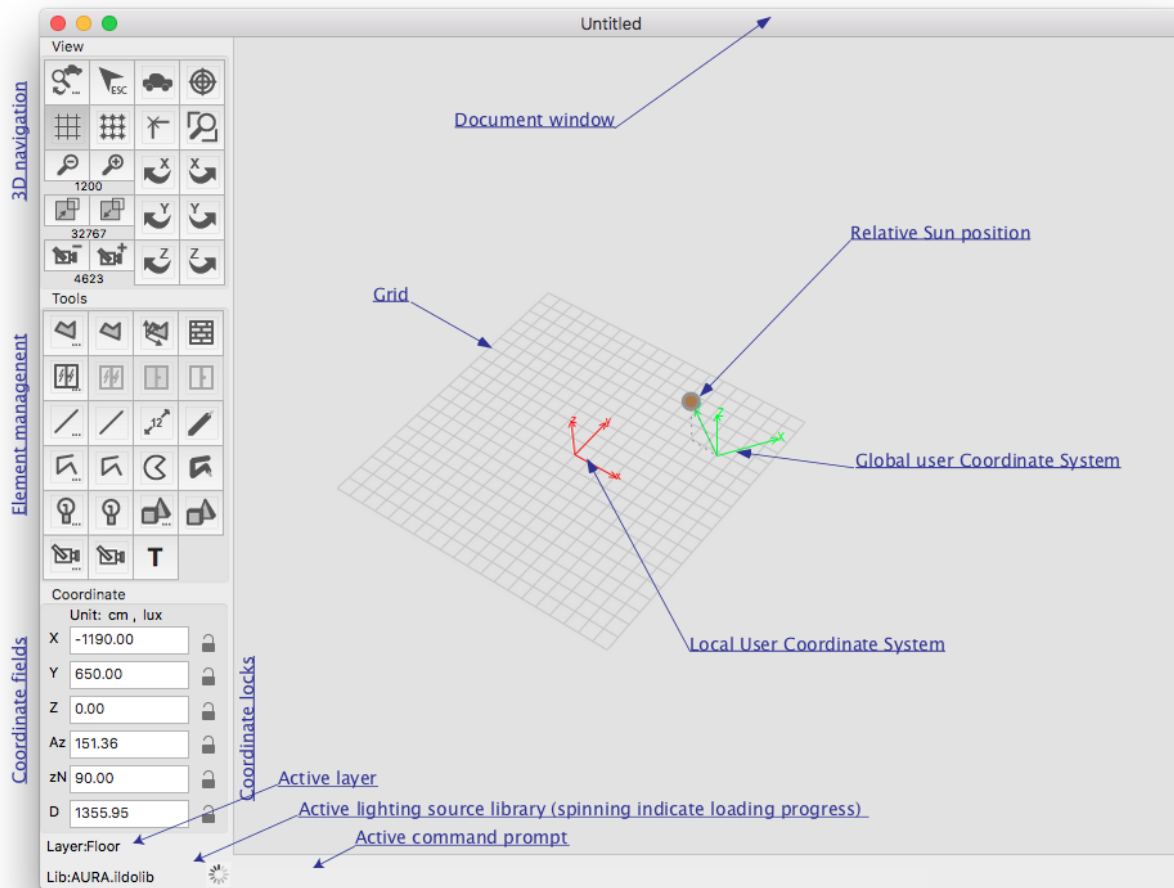 Untitled
View
ESC
X
X
1200
Y
Y
32767
Z
Z
4623
3D navigation
Document window
Relative Sun position
Grid
Z
y
x
Z
X
Global user Coordinate System
Local User Coordinate System
Tools
12
T
Element managenent
Coordinate
Unit: cm , lux
X -1190.00
Y 650.00
Z 0.00
Az 151.36
zN 90.00
D 1355.95
Coordinate fields
Coordinate locks
Active layer
Active lighting source library (spinning indicate loading progress)
Active command prompt
Layer:Floor
Lib:AURA.ildolib